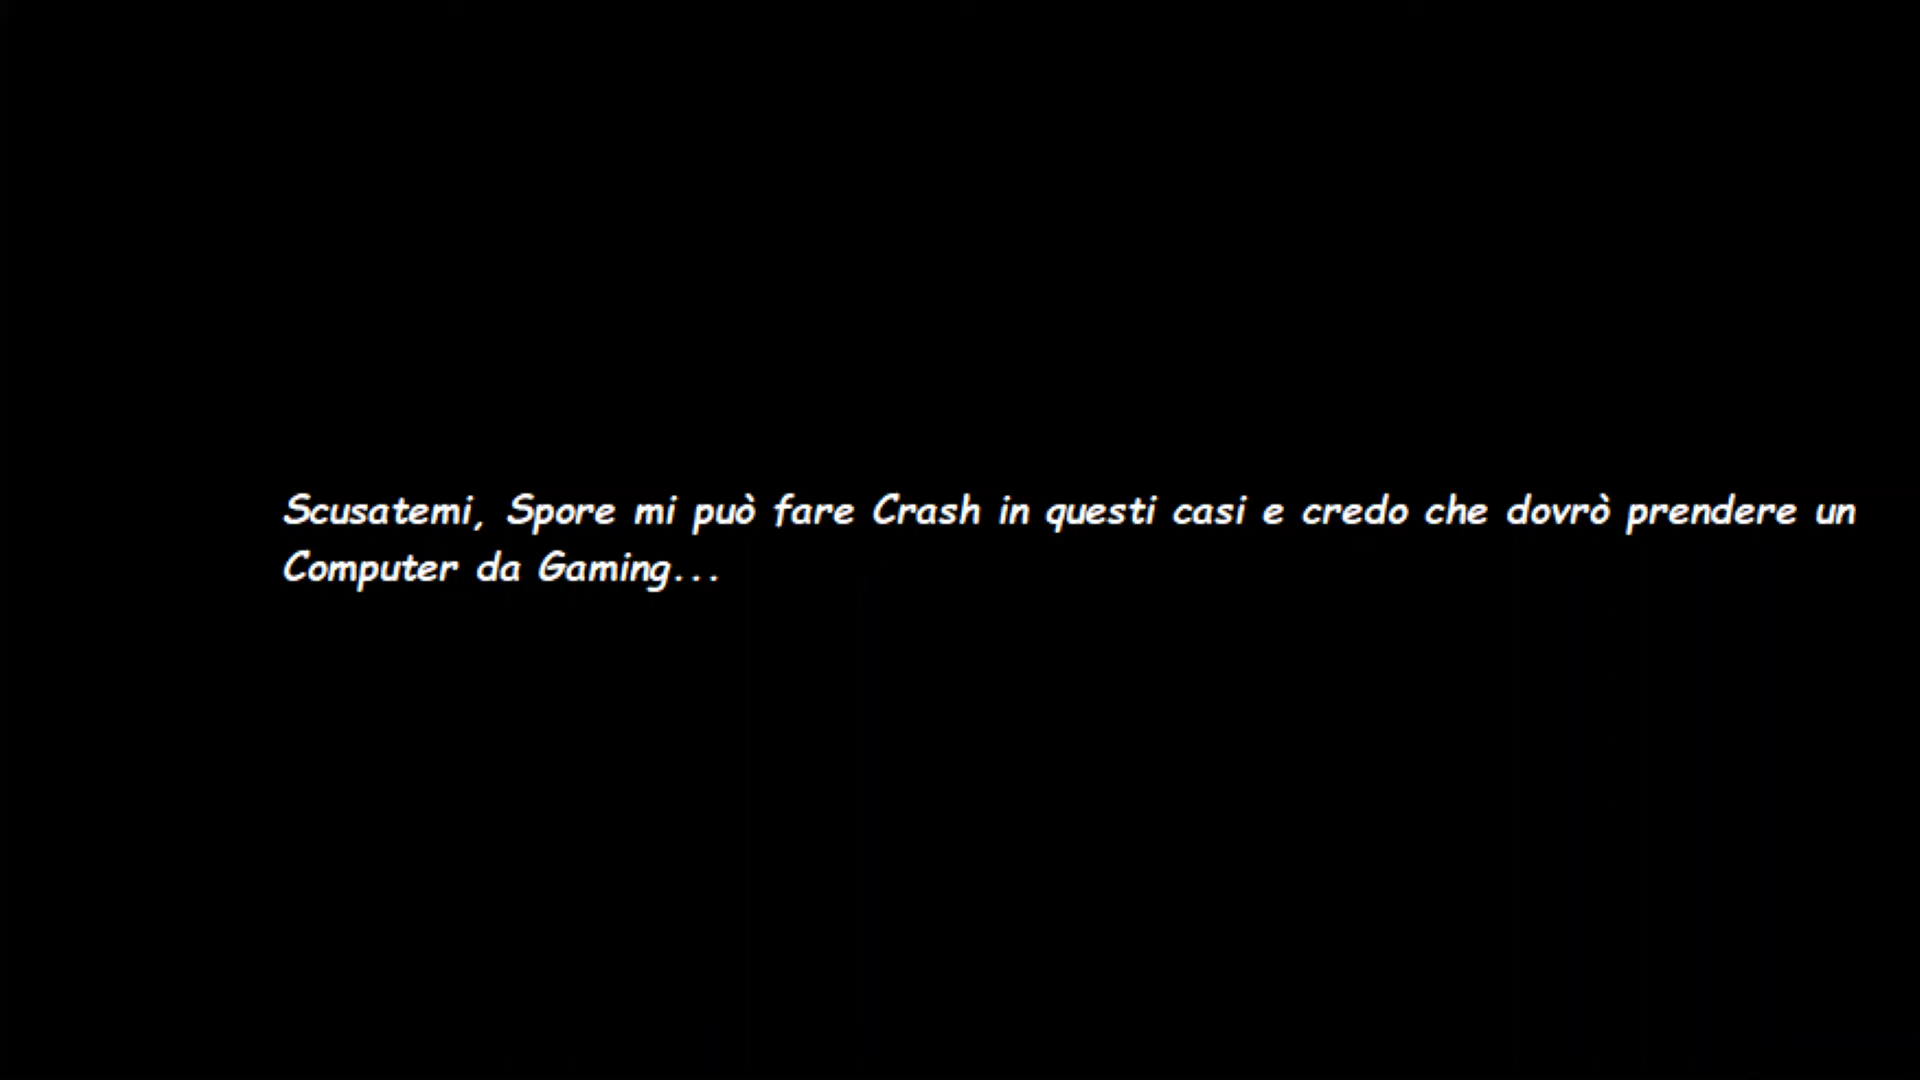 Scusatemi, Spore mi può fare Crash in questi casi e credo che dovrò prendere un
Computer da Gaming...